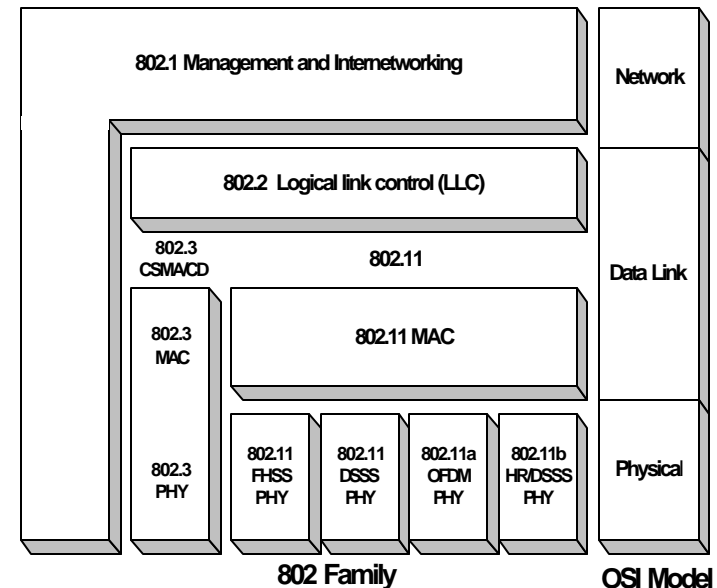 802.1 Management and Internetworking
Network
802.2 Logical link control (LLC)
802.3
CSMA/CD
802.11
Data Link
802.3
MAC
802.11 MAC
802.3
PHY
802.11
FHSS
PHY
802.11
DSSS
PHY
802.11a
OFDM
PHY
802.11b
HR/DSSS
PHY
Physical
802 Family
OSI Model